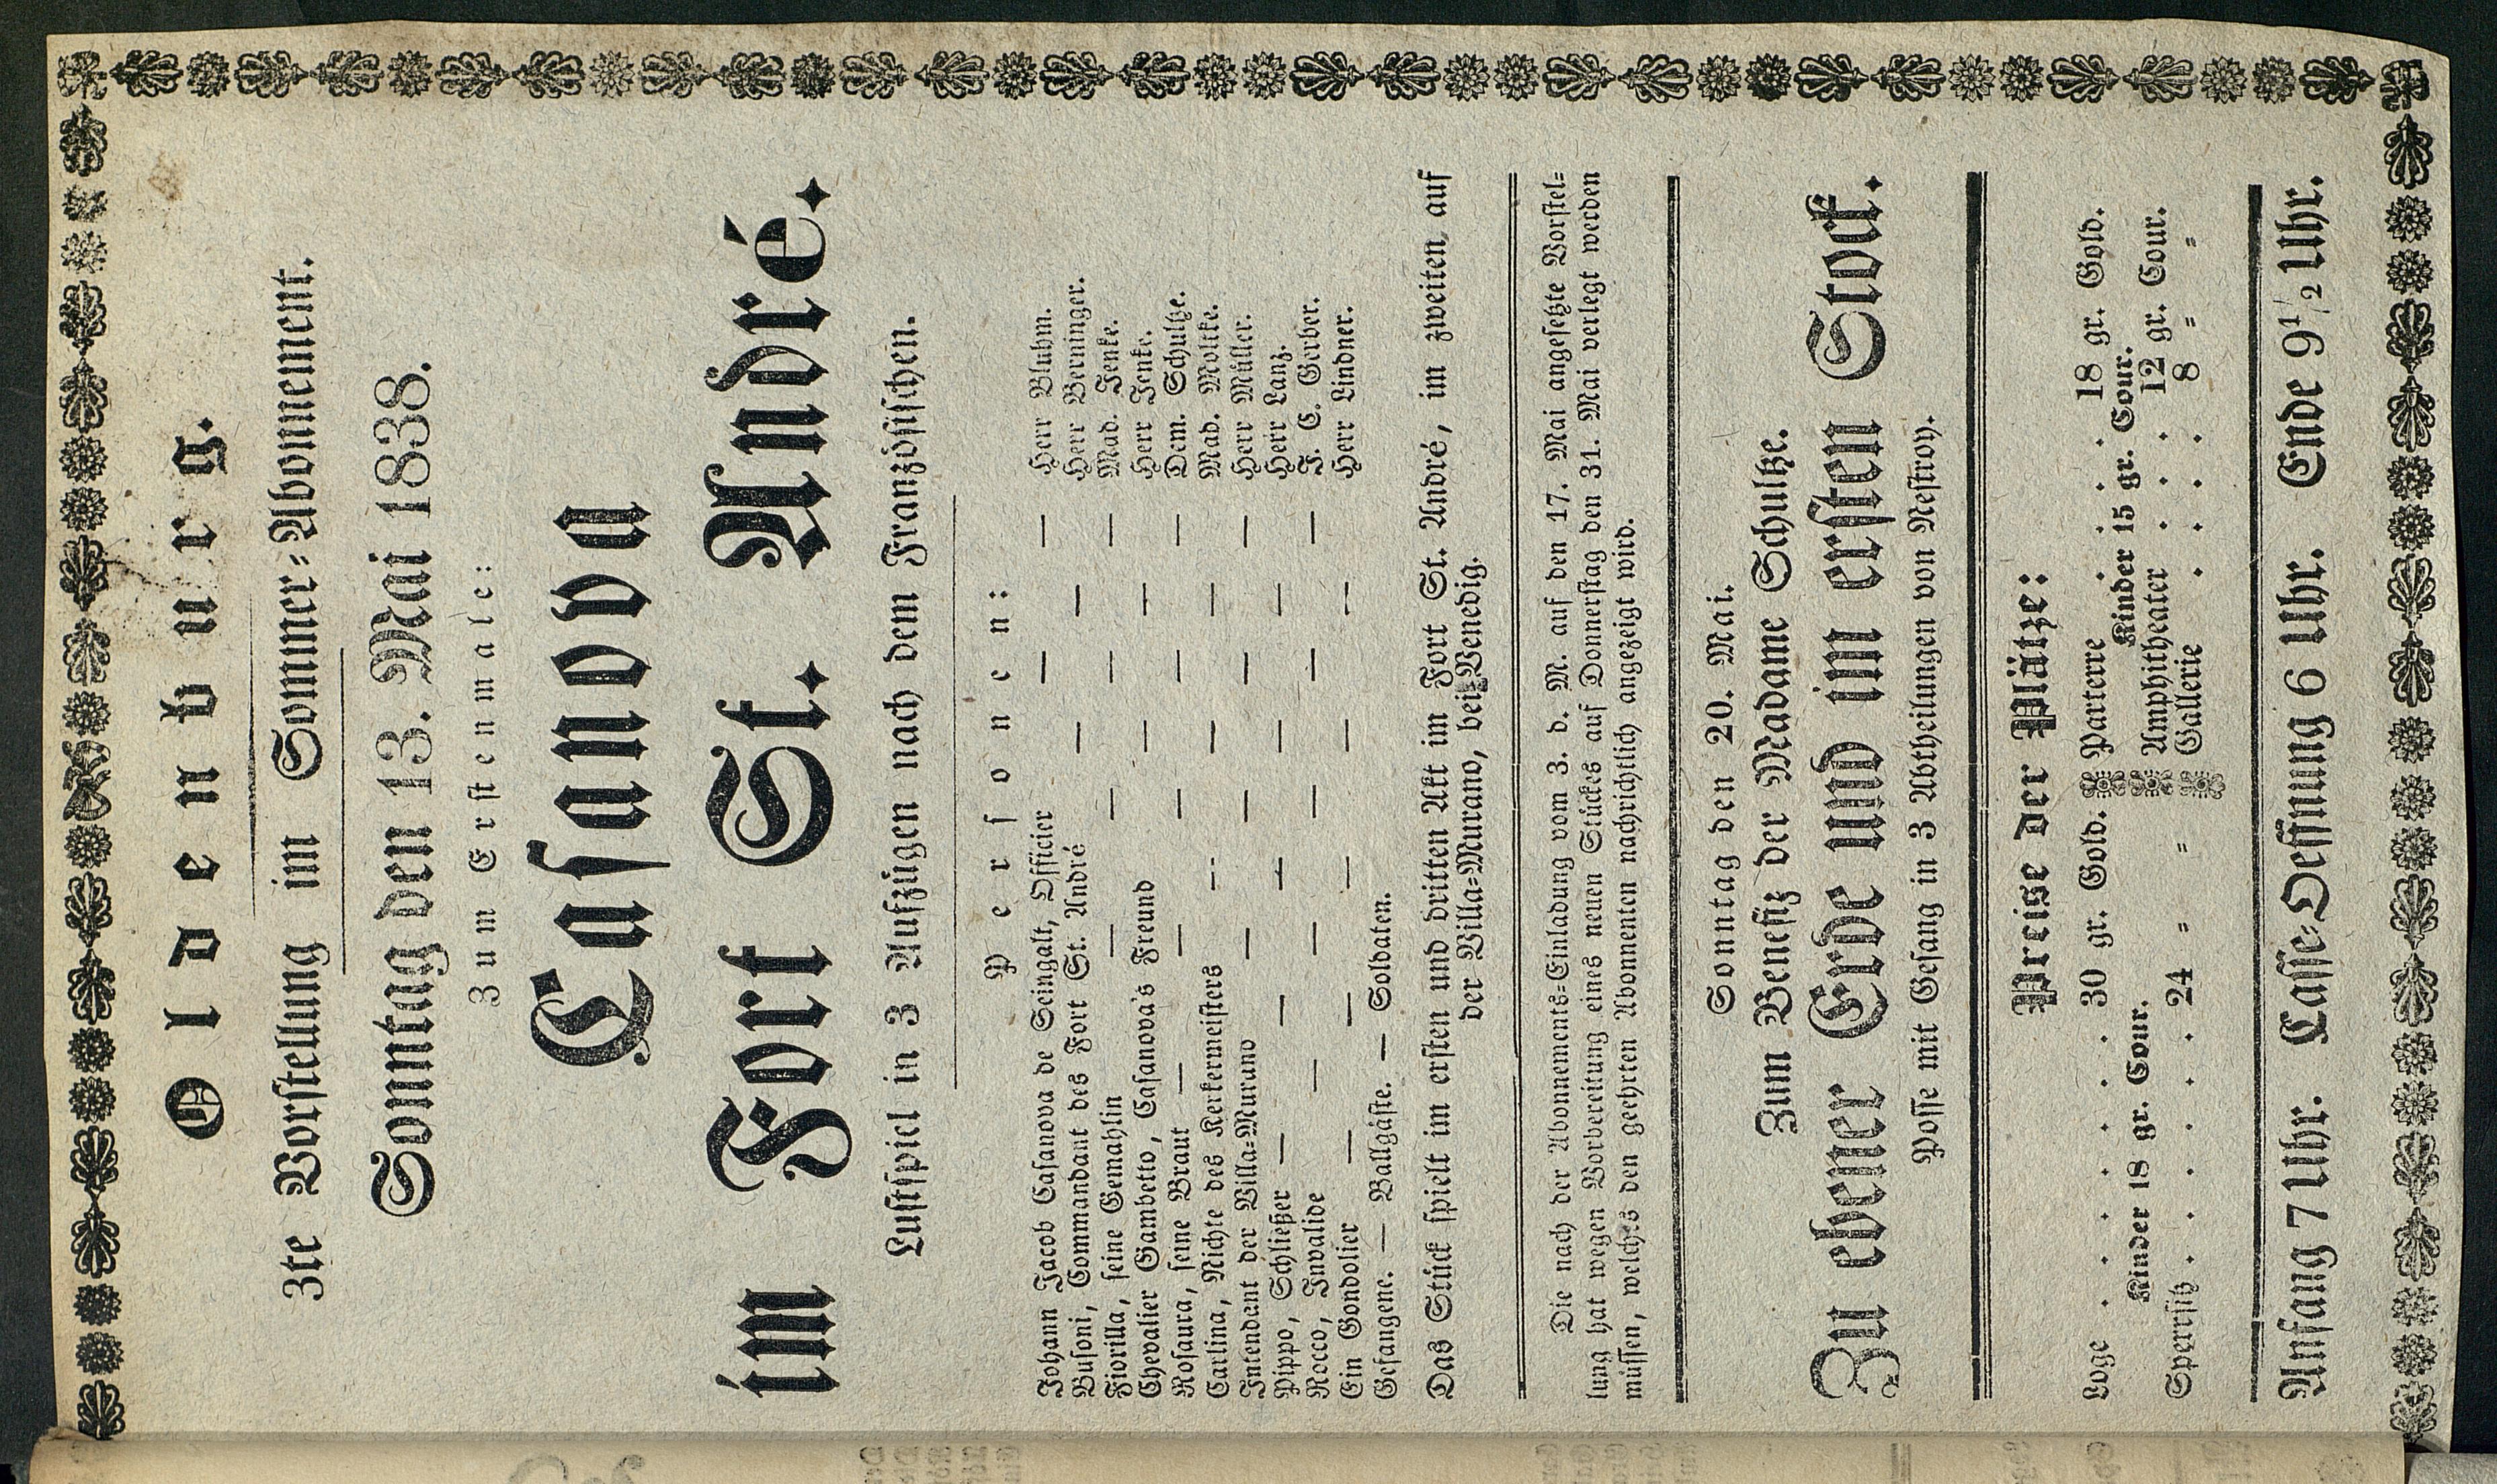 Oldenburg.
3te Vorstellung im Sommer-Abonnement.
Sonntag den 13. Mai 1838.
Zum Erstenmale:
Casanova
im Fort St. André.
Lustspiel in 3 Aufzügen nach dem Französischen.
Personen:
Johann Jacob Casanova de Seingalt, Officier — — Herr Bluhm.
Busoni, Commandant des Fort St. André — — Herr Berninger.
Fiorilla, seine Gemahlin — — — — Mad. Jenke.
Chevalier Gambetto, Casanova's Freund — — Herr Jenke.
Rosaura, seine Braut — — — — Dem. Schultze.
Carlina, Nichte des Kerkermeisters — — — Mad. Moltke.
Intendant der Villa-Murano — — — — Herr Müller.
Pippo, Schließer — — — — — Herr Lanz.
Rocco, Invalide — — — — — J. C. Gerber.
Ein Gondolier — — — — — Herr Lindner.
Gefangene. — Ballgäste. — Soldaten.
Das Stück spielt im ersten und dritten Akt im Fort St. André, im zweiten auf
der Villa-Murano, bei Venedig.
Die nach der Abonnements-Einladung vom 3. d. M. auf den 17. Mai angesetzte Vorstel-
lung hat wegen Vorbereitung eines neuen Stückes auf Donnerstag den 31. Mai verlegt werden
müssen, welches den geehrten Abonnenten nachrichtlich angezeigt wird.
Sonntag den 20. Mai.
Zum Benefiz der Madame Schultze.
Zu ebener Erde und im ersten Stock.
Posse mit Gesang in 3 Abtheilungen von Nestroy.
Preise der Plätze:
Loge . . . . . . 30 gr. Gold.
Kinder 18 gr. Cour.
Sperrsitz . . . . . 24 = =
Parterre . . . . 18 gr. Gold.
Kinder 15 gr. Cour.
Amphitheater . . . 12 gr. Cour.
Gallerie . . . . 8 = =
Anfang 7 Uhr. Casse-Oeffnung 6 Uhr. Ende 9 1/2 Uhr.